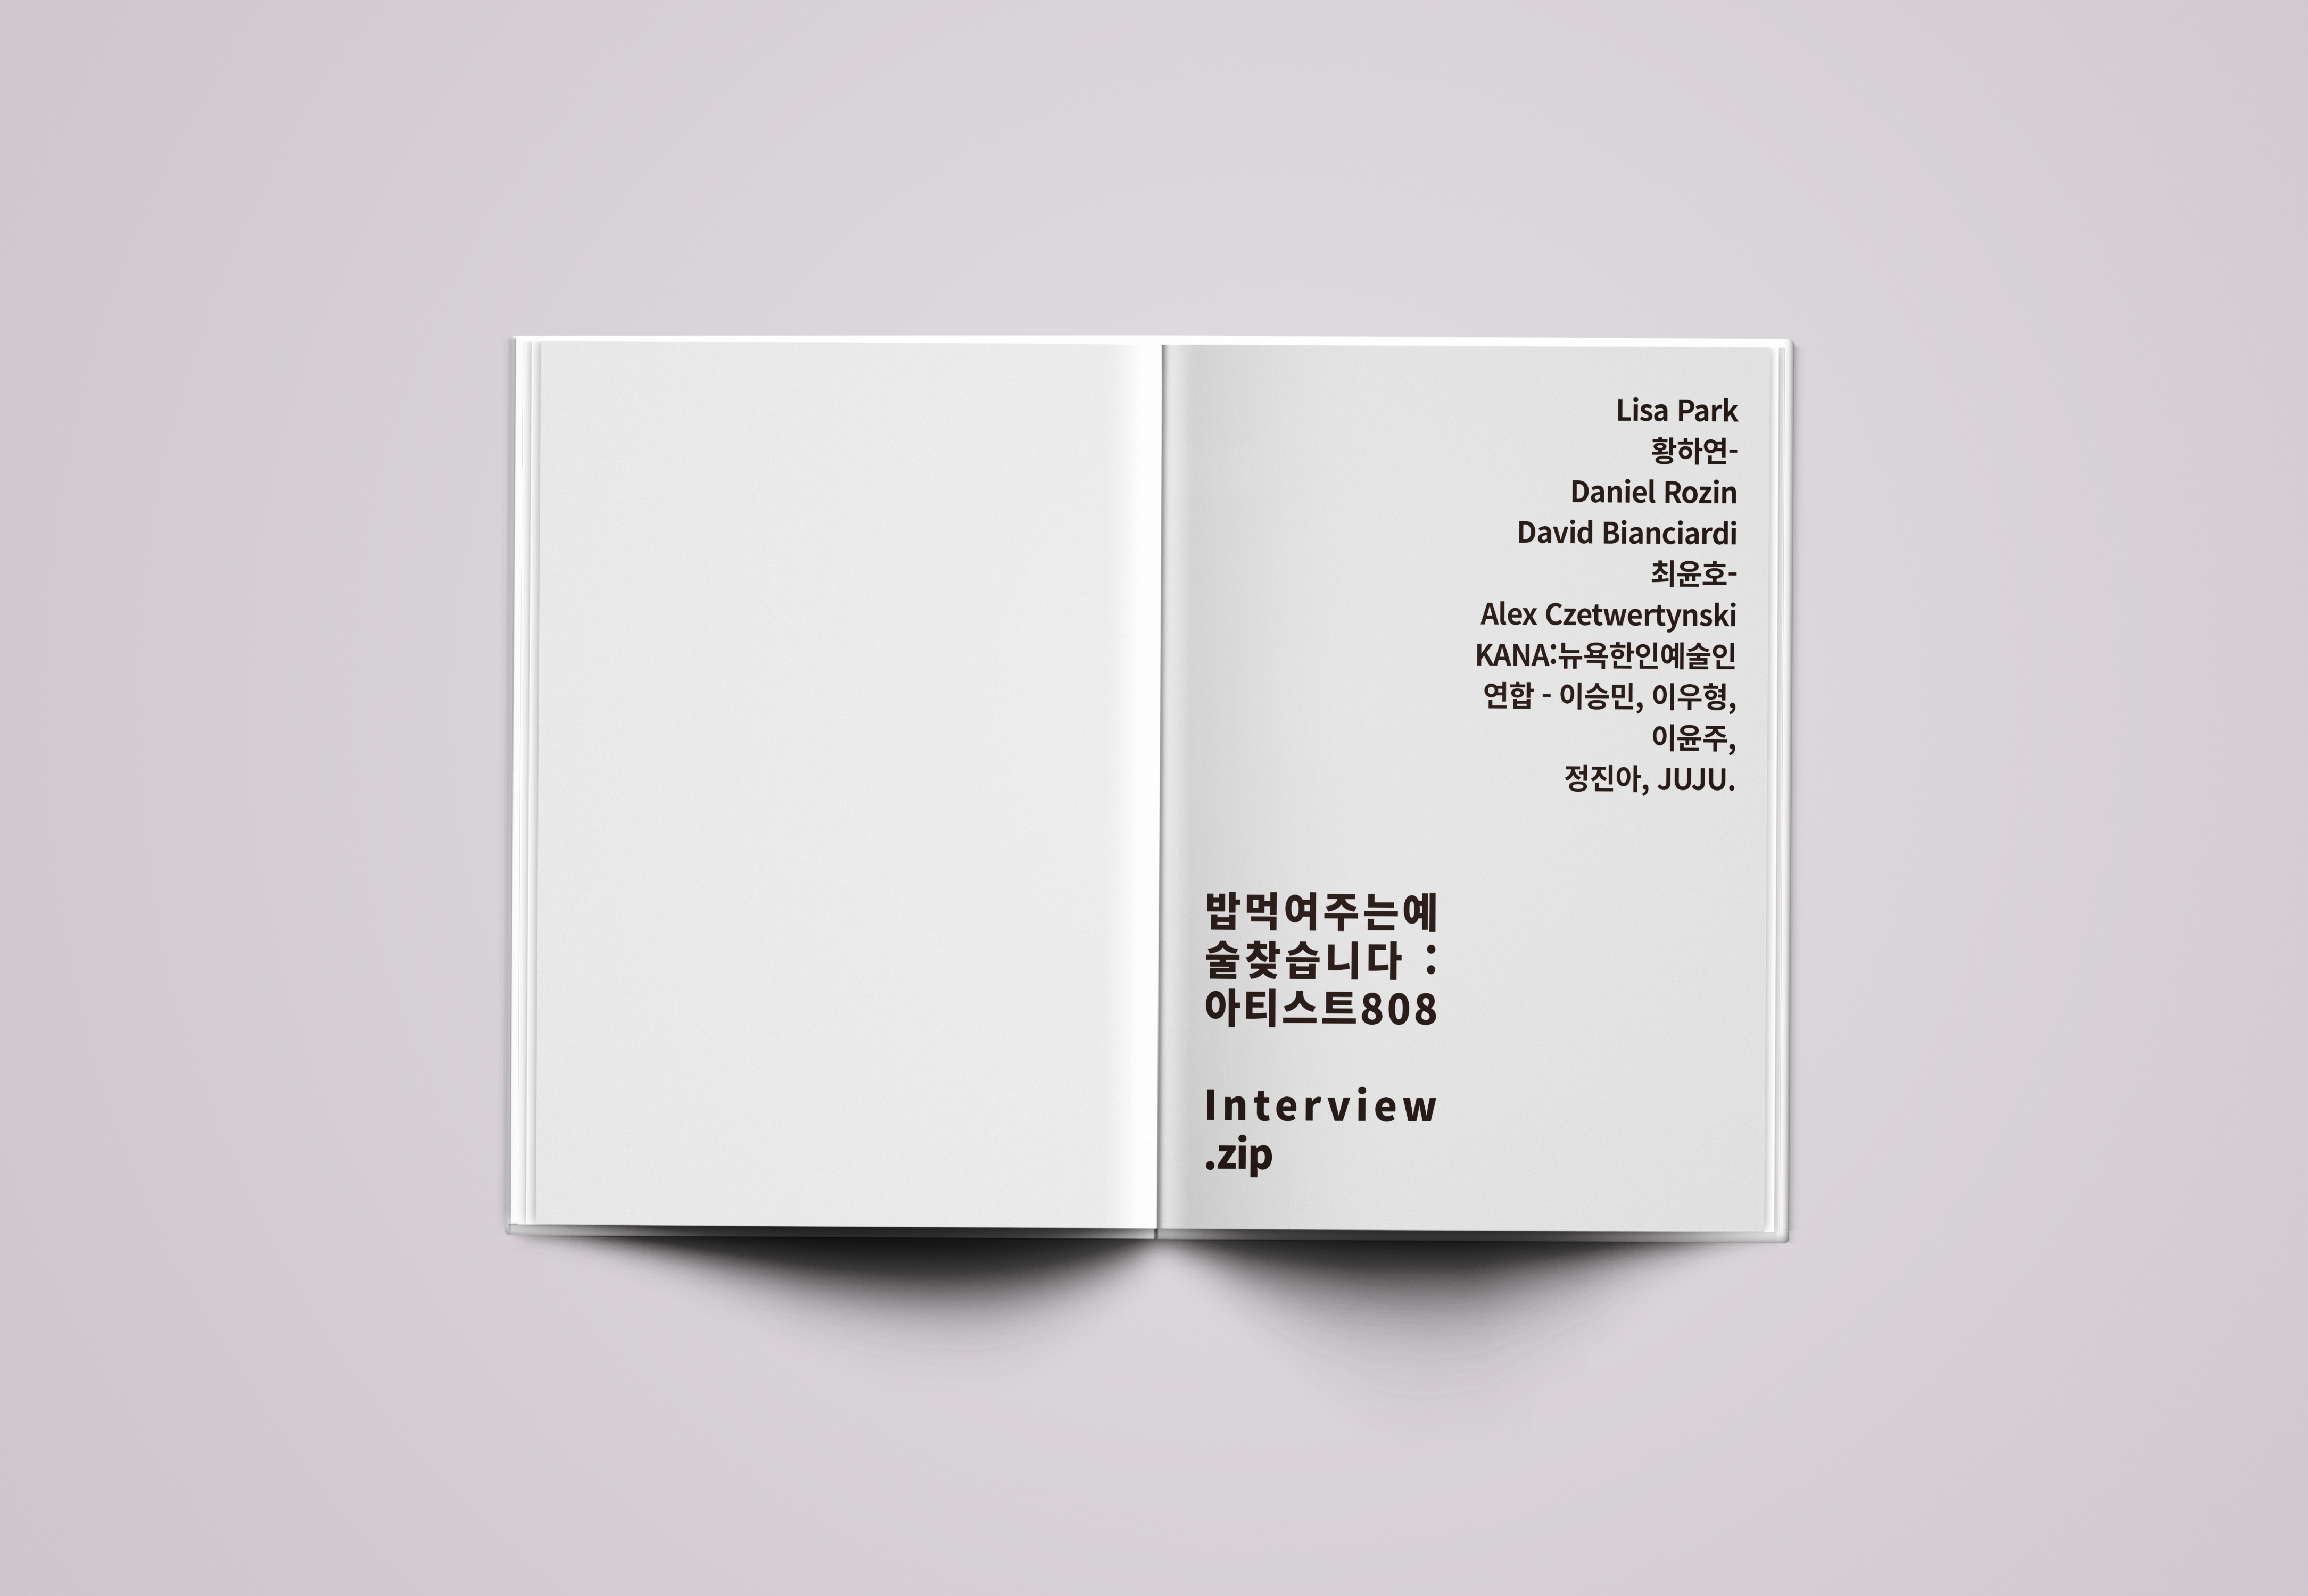 Lisa Park
황하연-
Daniel Rozin
David Bianciardi
최윤호-
Alex Czetwertynski
KANA:뉴욕한인예술인
연합 - 이승민, 이우형,
이윤주,
정진아, JUJU.
밥먹여주는예
술찾습니다 :
아티스트808
Interview
.zip